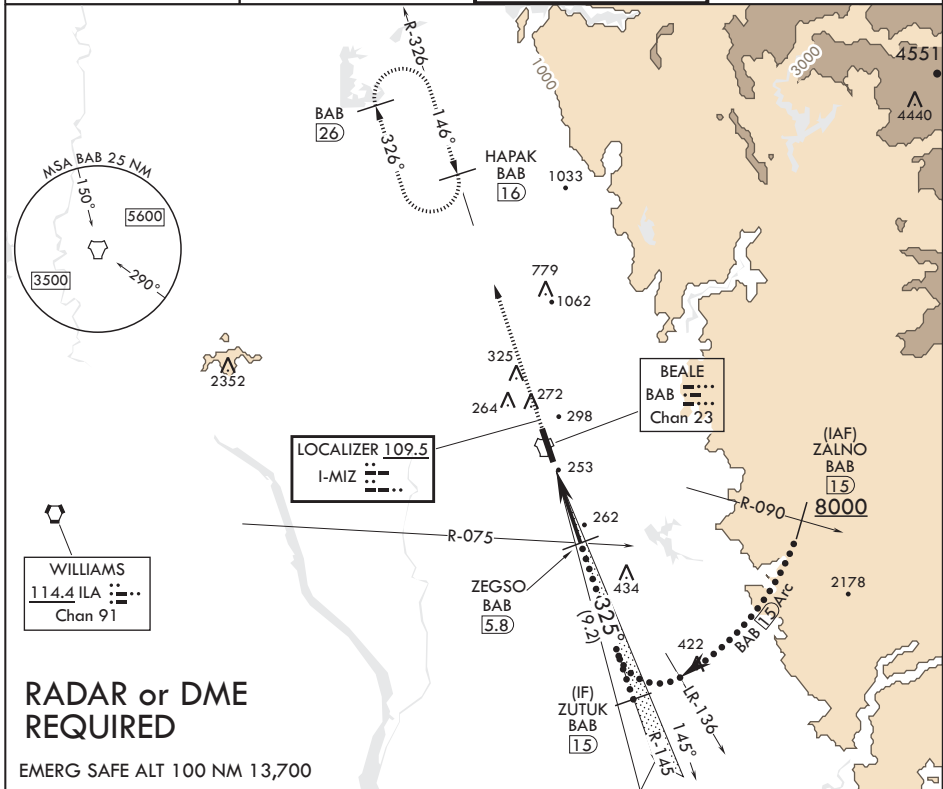 R-326
1000
3000
4551
4440
BAB
26
326°
146°
HAPAK
BAB
16
1033
MSA BAB 25 NM
150°
5600
3500
290°
779
1062
2352
325
264
272
298
BEALE
BAB
Chan 23
LOCALIZER 109.5
I-MIZ
253
(IAF)
ZALNO
BAB
15
8000
R-090
262
R-075
WILLIAMS
114.4 ILA
Chan 91
ZEGSO
BAB
5.8
434
325°
(9.2)
2178
BAB 15 Arc
422
LR-136
(IF)
ZUTUK
BAB
15
R-145
145°
RADAR or DME
REQUIRED
EMERG SAFE ALT 100 NM 13,700